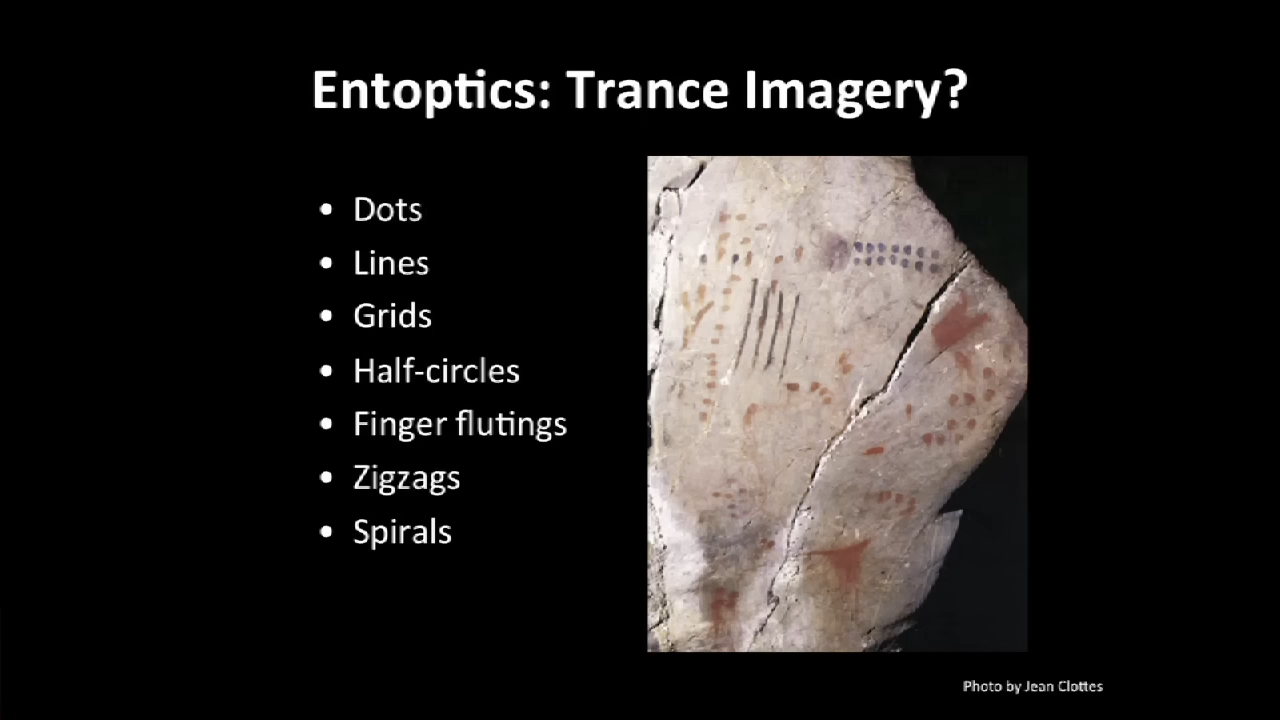 Entoptics: Trance Imagery?
• Dots
• Lines
• Grids
• Half-circles
• Finger flutings
• Zigzags
• Spirals
Photo by Jean Clottes